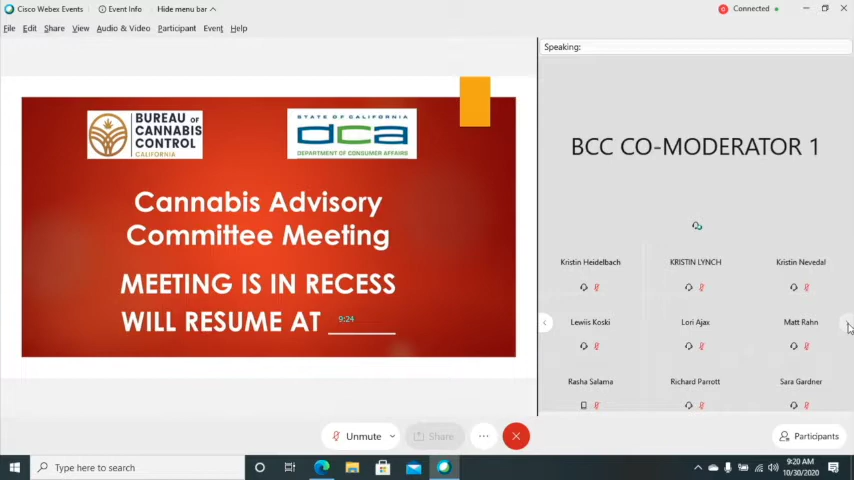 Cisco Webex Events
Event Info
Hide menu bar
Connected
File Edit Share View Audio & Video Participant Event Help
Speaking:
BUREAU OF
CANNABIS
CONTROL
CALIFORNIA
STATE OF CALIFORNIA
dca
DEPARTMENT OF CONSUMER AFFAIRS
Cannabis Advisory
Committee Meeting
MEETING IS IN RECESS
WILL RESUME AT 9:24
BCC CO-MODERATOR 1
Kristin Heidelbach
KRISTIN LYNCH
Kristin Nevedal
Lewiis Koski
Lori Ajax
Matt Rahn
Rasha Salama
Richard Parrott
Sara Gardner
Unmute
Share
Participants
Type here to search
9:20 AM
10/30/2020